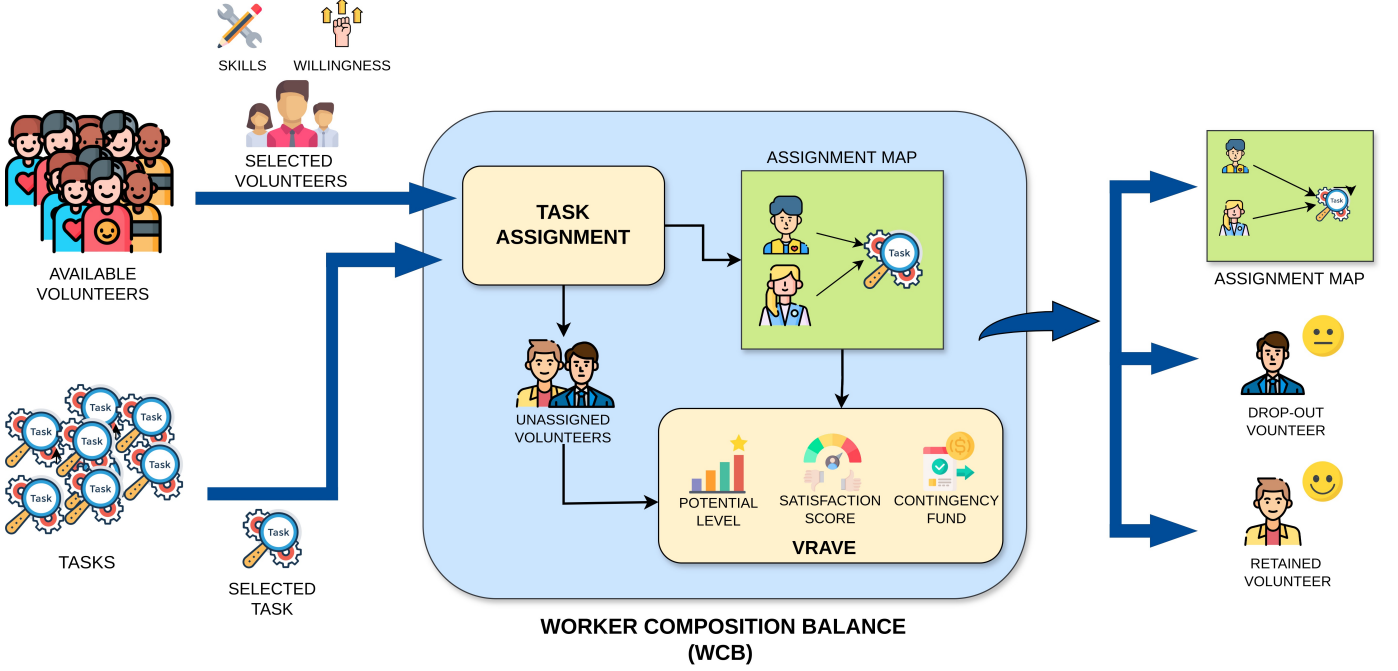 SKILLS
WILLINGNESS
SELECTED
VOLUNTEERS
AVAILABLE
VOLUNTEERS
Task
Task
Task
Task
Task
Task
Task
TASKS
Task
SELECTED
TASK
TASK
ASSIGNMENT
ASSIGNMENT MAP
Task
UNASSIGNED
VOLUNTEERS
POTENTIAL
LEVEL
SATISFACTION
SCORE
CONTINGENCY
FUND
VRAVE
WORKER COMPOSITION BALANCE
(WCB)
Task
ASSIGNMENT MAP
DROP-OUT
VOUNTEER
RETAINED
VOLUNTEER